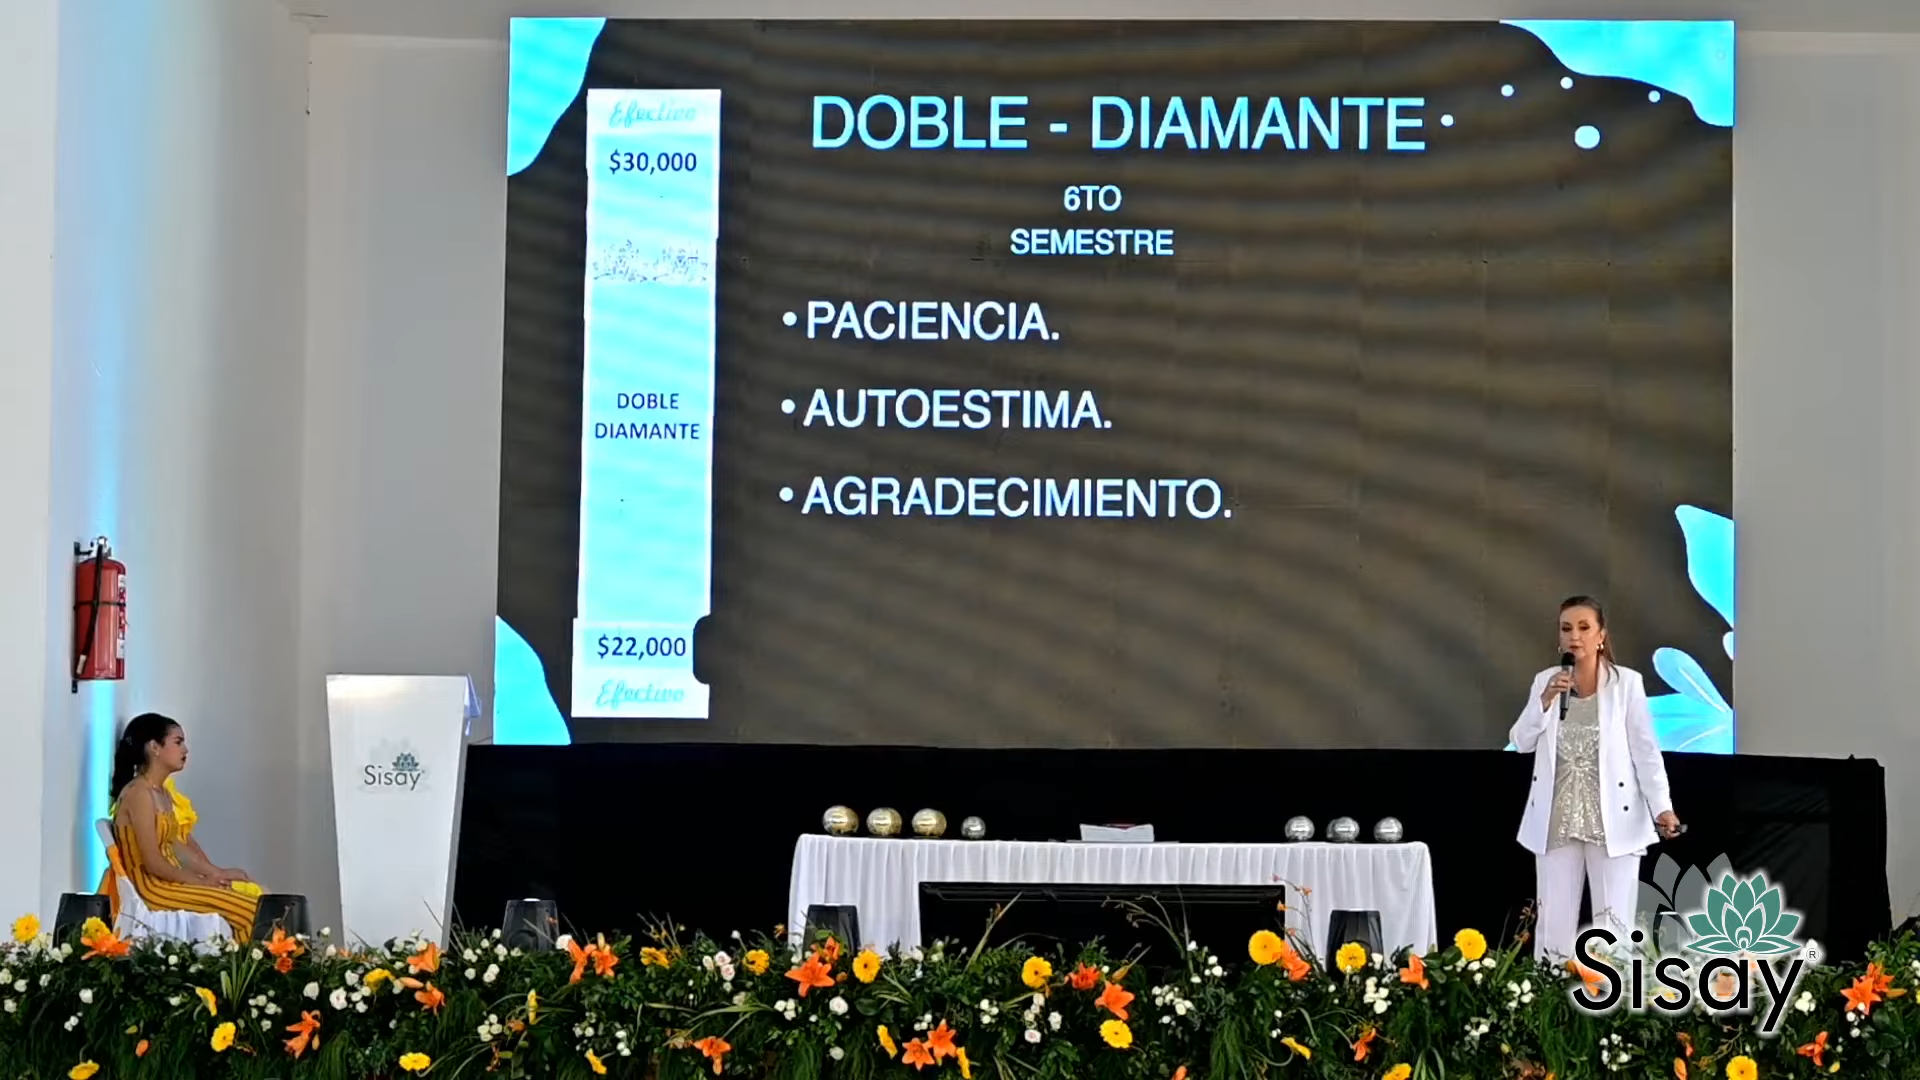 Efectivo
$30,000
DOBLE
DIAMANTE
$22,000
Efectivo
DOBLE - DIAMANTE
6TO
SEMESTRE
• PACIENCIA.
• AUTOESTIMA.
• AGRADECIMIENTO.
Sisay
Sisay®